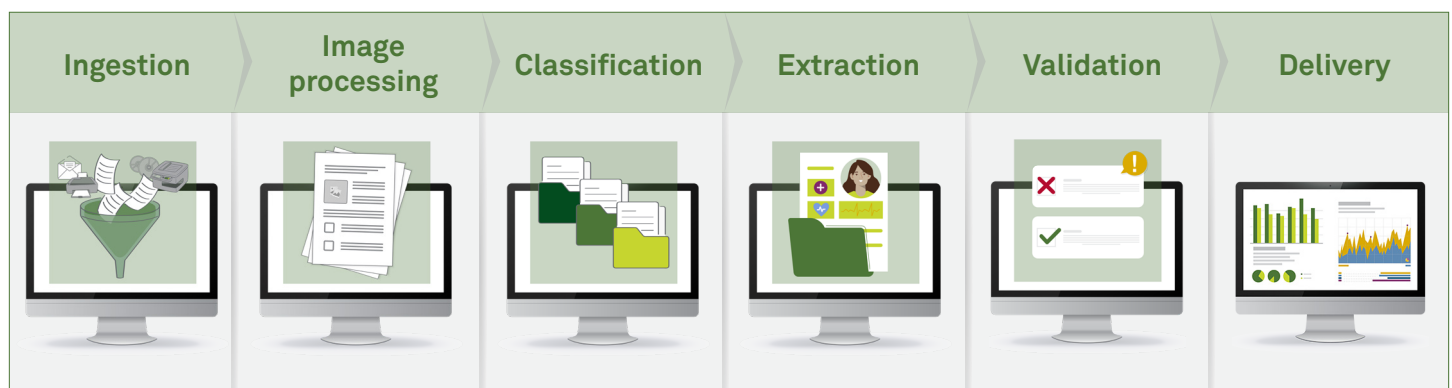 Ingestion
Image
processing
Classification
Extraction
Validation
Delivery